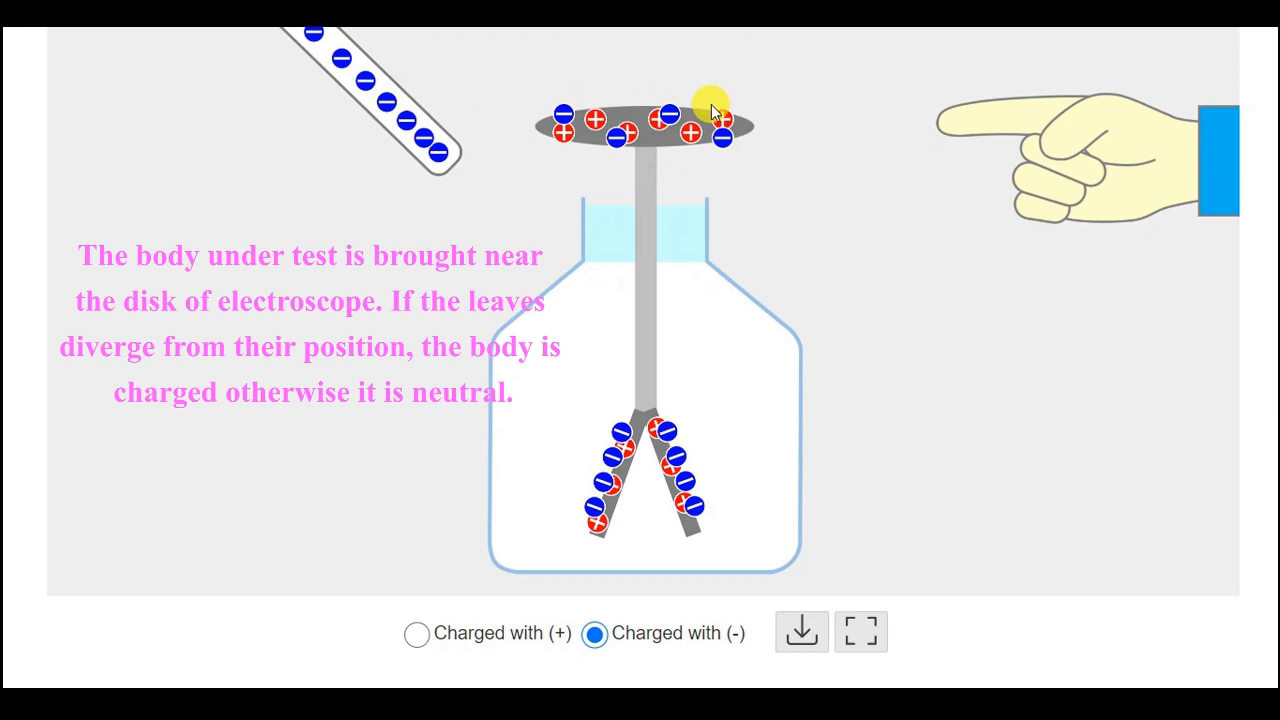 The body under test is brought near
the disk of electroscope. If the leaves
diverge from their position, the body is
charged otherwise it is neutral.
Charged with (+) Charged with (-)